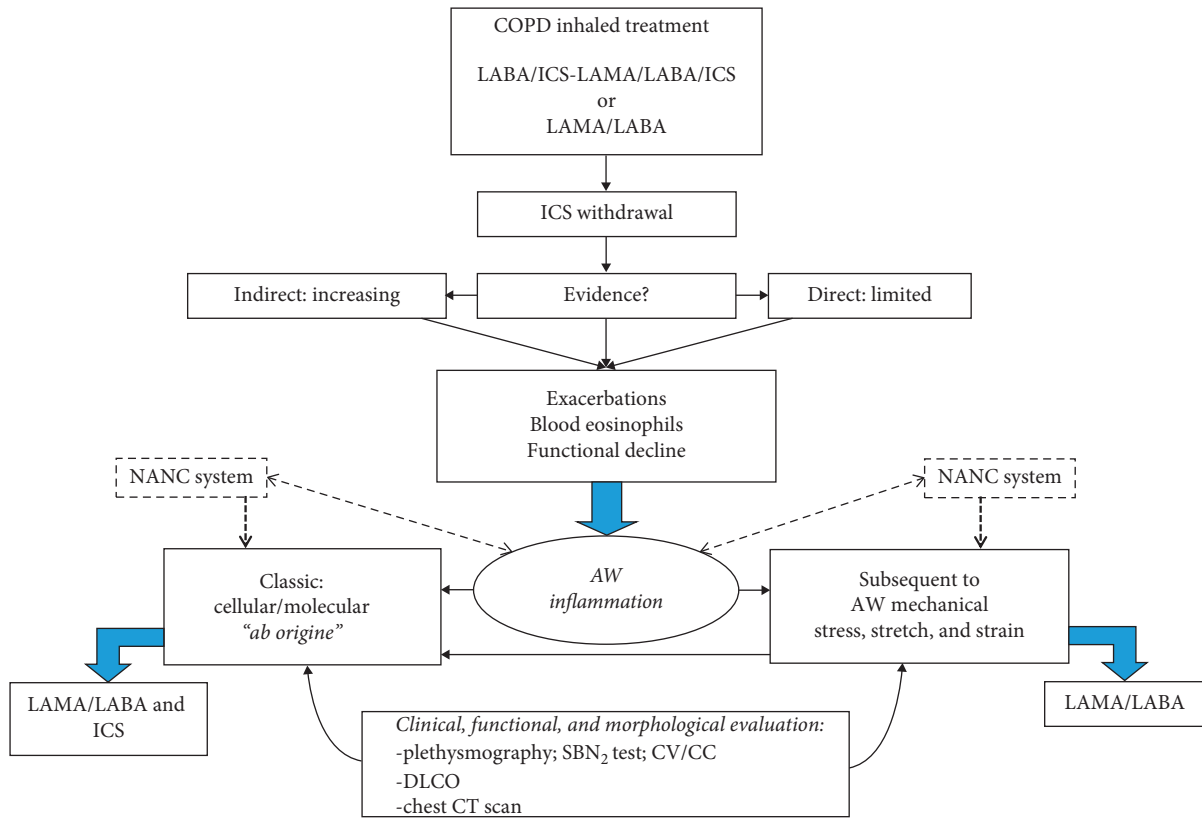 COPD inhaled treatment
LABA/ICS-LAMA/LABA/ICS
or
LAMA/LABA
ICS withdrawal
Indirect: increasing
Evidence?
Direct: limited
Exacerbations
Blood eosinophils
Functional decline
NANC system
NANC system
Classic:
cellular/molecular
“ab origine”
AW
inflammation
Subsequent to
AW mechanical
stress, stretch, and strain
LAMA/LABA and
ICS
LAMA/LABA
Clinical, functional, and morphological evaluation:
-plethysmography; SBN₂ test; CV/CC
-DLCO
-chest CT scan